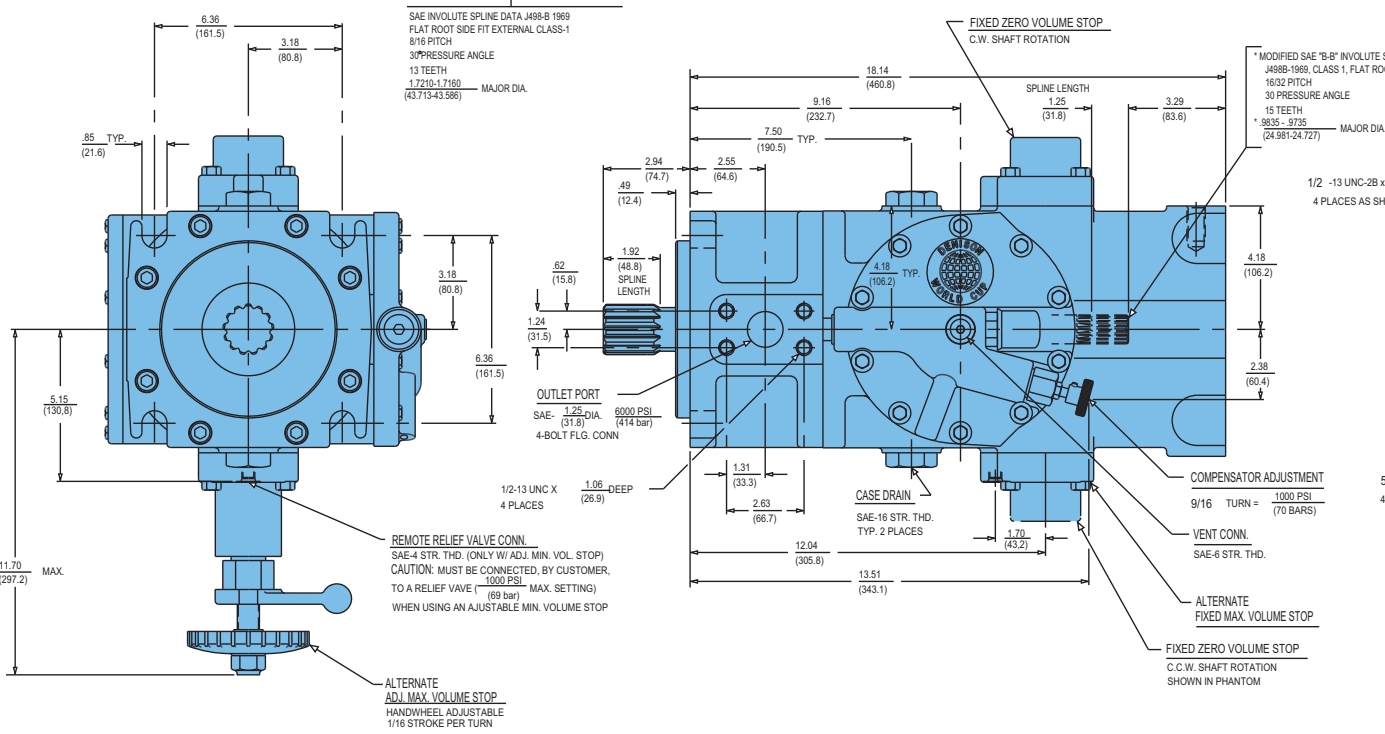 SAE INVOLUTE SPLINE DATA J498-B 1969
FLAT ROOT SIDE FIT EXTERNAL CLASS-1
8/16 PITCH
30°PRESSURE ANGLE
13 TEETH
1.7210-1.7160
(43.713-43.586)
MAJOR DIA.
6.36
(161.5)
3.18
(80.8)
.85
(21.6)
TYP.
3.18
(80.8)
6.36
(161.5)
5.15
(130,8)
11.70
(297.2)
MAX.
REMOTE RELIEF VALVE CONN.
SAE-4 STR. THD. (ONLY W/ ADJ. MIN. VOL. STOP)
CAUTION: MUST BE CONNECTED, BY CUSTOMER,
TO A RELIEF VAVE ( 1000 PSI MAX. SETTING)
(69 bar)
WHEN USING AN AJUSTABLE MIN. VOLUME STOP
ALTERNATE
ADJ. MAX. VOLUME STOP
HANDWHEEL ADJUSTABLE
1/16 STROKE PER TURN
FIXED ZERO VOLUME STOP
C.W. SHAFT ROTATION
18.14
(460.8)
9.16
(232.7)
SPLINE LENGTH
1.25
(31.8)
3.29
(83.6)
7.50
(190.5)
TYP.
2.94
(74.7)
2.55
(64.6)
.49
(12.4)
* MODIFIED SAE "B-B" INVOLUTE S
J498B-1969, CLASS 1, FLAT RO
16/32 PITCH
30 PRESSURE ANGLE
15 TEETH
* .9835 - .9735
(24.981-24.727)
MAJOR DIA.
1/2 -13 UNC-2B x
4 PLACES AS SH
1.92
(48.8)
SPLINE
LENGTH
.62
(15.8)
1.24
(31.5)
4.18
(106.2)
TYP.
DENISON
WORLD CUP
4.18
(106.2)
2.38
(60.4)
OUTLET PORT
SAE- 1.25 DIA.
(31.8)
6000 PSI
(414 bar)
4-BOLT FLG. CONN
1/2-13 UNC X 1.06 DEEP
(26.9)
4 PLACES
1.31
(33.3)
2.63
(66.7)
CASE DRAIN
SAE-16 STR. THD.
TYP. 2 PLACES
1.70
(43,2)
12.04
(305.8)
13.51
(343.1)
COMPENSATOR ADJUSTMENT
9/16 TURN = 1000 PSI
(70 BARS)
5
4
VENT CONN.
SAE-6 STR. THD.
ALTERNATE
FIXED MAX. VOLUME STOP
FIXED ZERO VOLUME STOP
C.C.W. SHAFT ROTATION
SHOWN IN PHANTOM